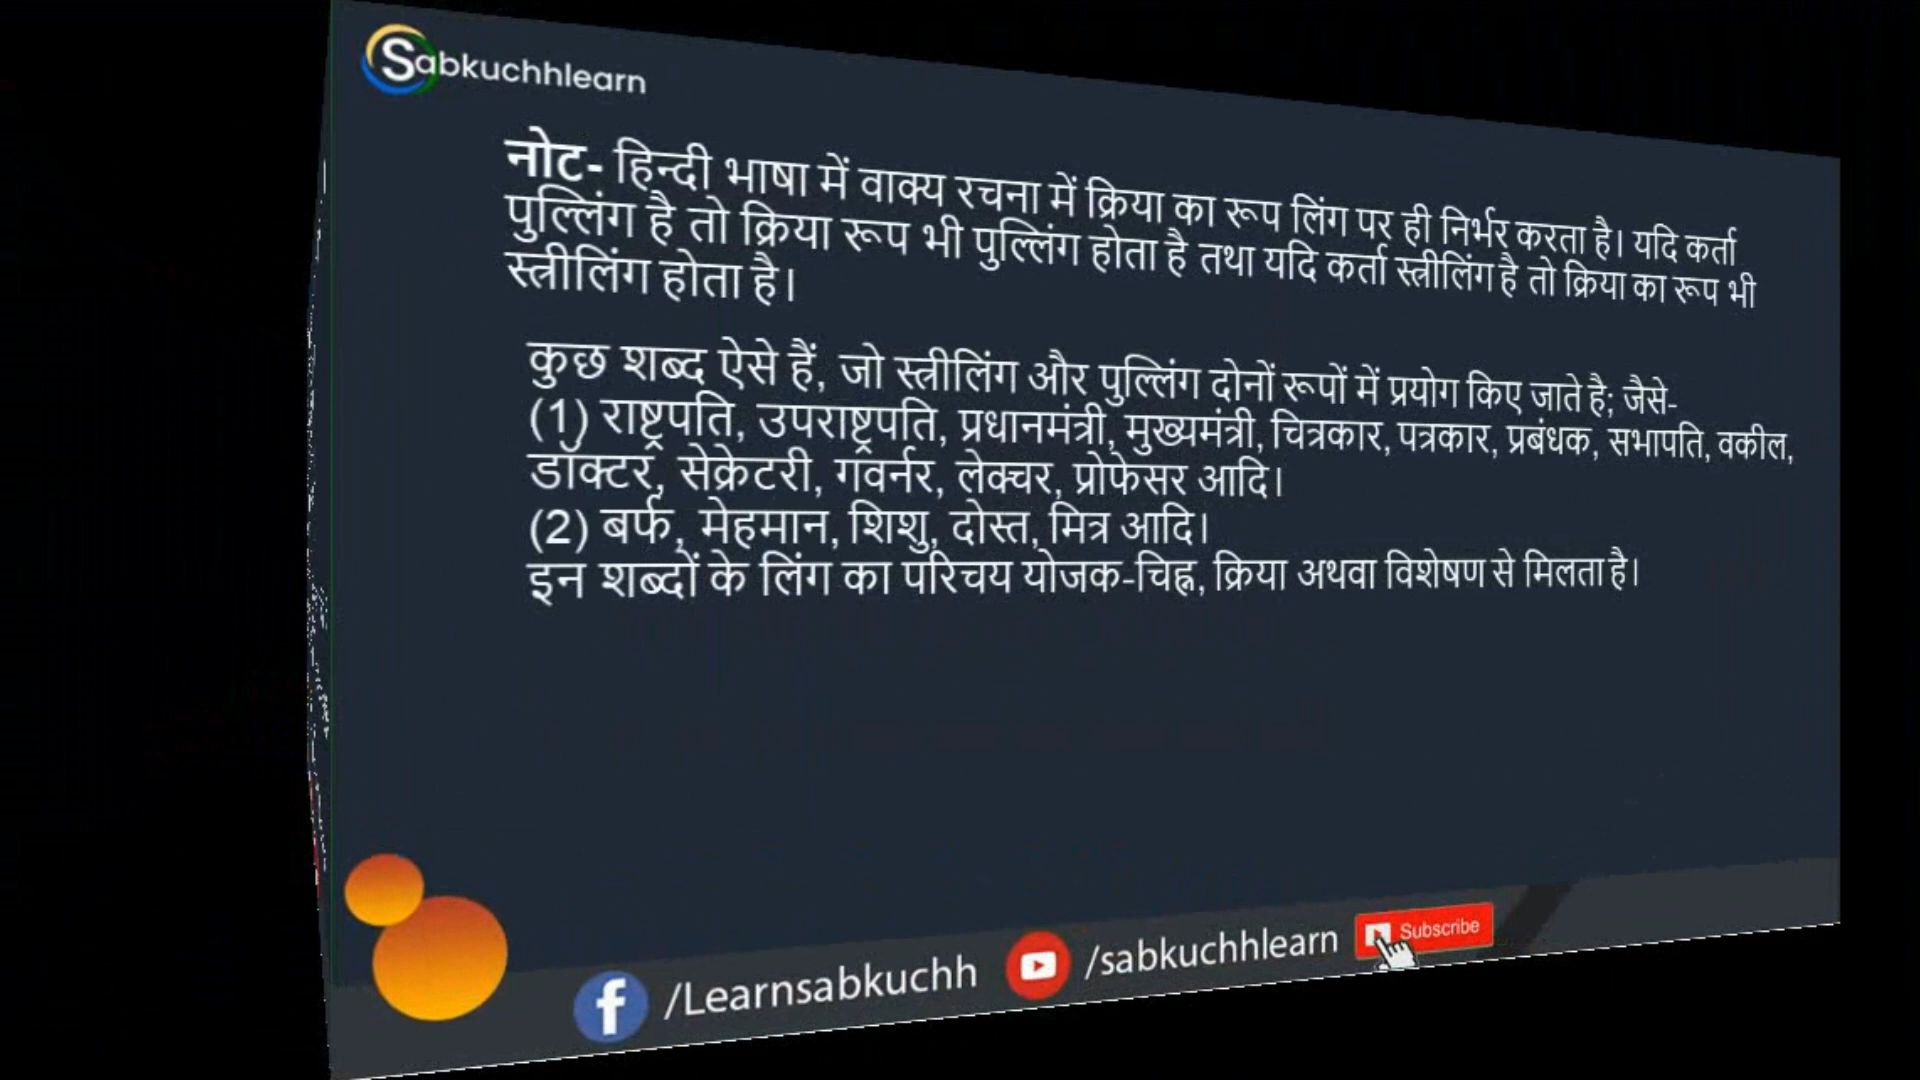 Sabkuchhlearn
नोट- हिन्दी भाषा में वाक्य रचना में क्रिया का रूप लिंग पर ही निर्भर करता है। यदि कर्ता
पुल्लिंग है तो क्रिया रूप भी पुल्लिंग होता है तथा यदि कर्ता स्त्रीलिंग है तो क्रिया का रूप भी
स्त्रीलिंग होता है।
कुछ शब्द ऐसे हैं, जो स्त्रीलिंग और पुल्लिंग दोनों रूपों में प्रयोग किए जाते है; जैसे-
(1) राष्ट्रपति, उपराष्ट्रपति, प्रधानमंत्री, मुख्यमंत्री, चित्रकार, पत्रकार, प्रबंधक, सभापति, वकील,
डॉक्टर, सेक्रेटरी, गवर्नर, लेक्चर, प्रोफेसर आदि।
(2) बर्फ, मेहमान, शिशु, दोस्त, मित्र आदि।
इन शब्दों के लिंग का परिचय योजक-चिह्न, क्रिया अथवा विशेषण से मिलता है।
/Learnsabkuchh /sabkuchhlearn Subscribe